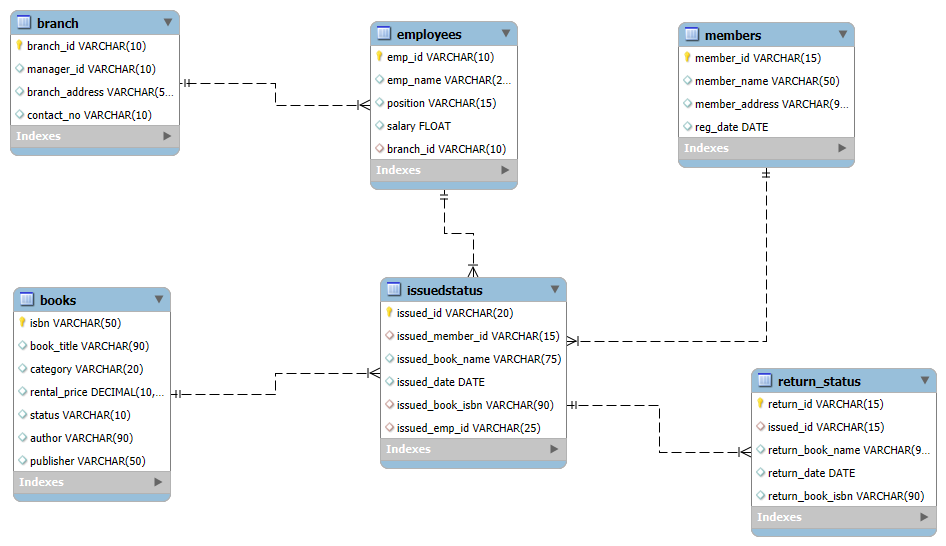 branch
branch_id VARCHAR(10)
manager_id VARCHAR(10)
branch_address VARCHAR(5...
contact_no VARCHAR(10)
Indexes
employees
emp_id VARCHAR(10)
emp_name VARCHAR(2...
position VARCHAR(15)
salary FLOAT
branch_id VARCHAR(10)
Indexes
members
member_id VARCHAR(15)
member_name VARCHAR(50)
member_address VARCHAR(9...
reg_date DATE
Indexes
books
isbn VARCHAR(50)
book_title VARCHAR(90)
category VARCHAR(20)
rental_price DECIMAL(10,...
status VARCHAR(10)
author VARCHAR(90)
publisher VARCHAR(50)
Indexes
issuedstatus
issued_id VARCHAR(20)
issued_member_id VARCHAR(15)
issued_book_name VARCHAR(75)
issued_date DATE
issued_book_isbn VARCHAR(90)
issued_emp_id VARCHAR(25)
Indexes
return_status
return_id VARCHAR(15)
issued_id VARCHAR(15)
return_book_name VARCHAR(9...
return_date DATE
return_book_isbn VARCHAR(90)
Indexes